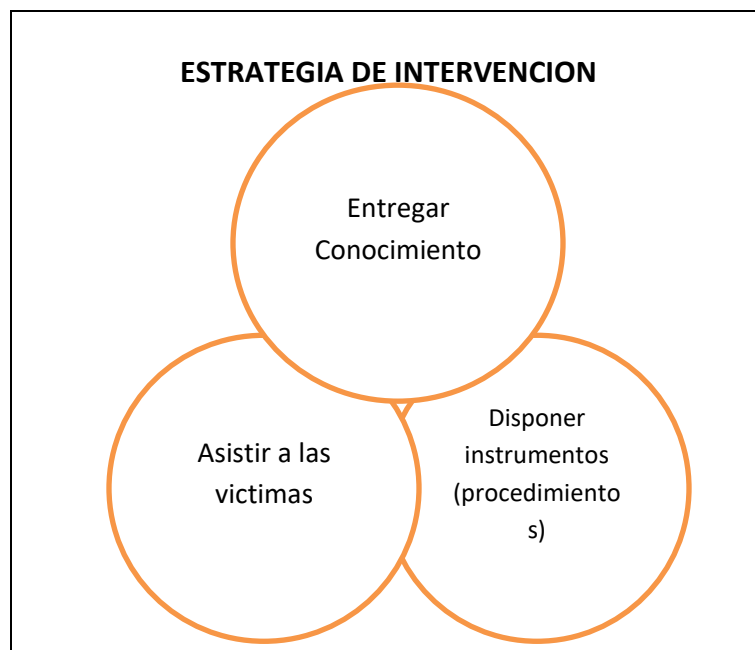 ESTRATEGIA DE INTERVENCION
Entregar
Conocimiento
Asistir a las
victimas
Disponer
instrumentos
(procedimiento
s)